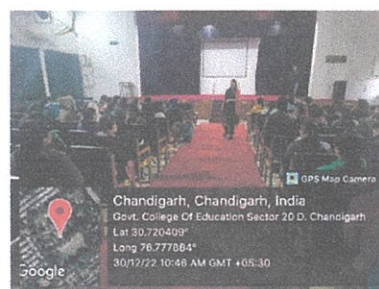 GPS Map Camera
Chandigarh, Chandigarh, India
Govt. College Of Education Sector 20 D. Chandigarh
Lat 30.720409°
Long 76.777884°
30/12/22 10:46 AM GMT +05:30
Google